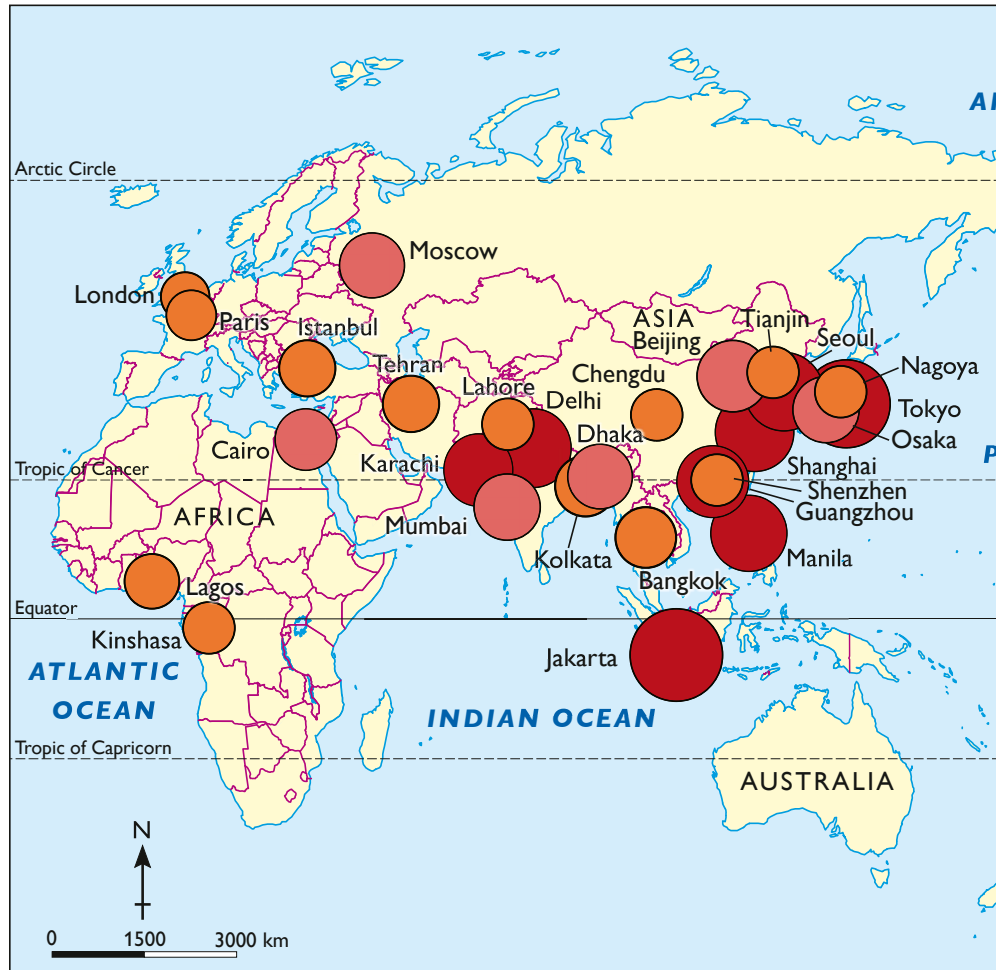 AR
Arctic Circle
Moscow
London
Paris
Istanbul
ASIA
Beijing
Tianjin
Seoul
Nagoya
Tokyo
Osaka
Tehran
Lahore
Chengdu
Delhi
Dhaka
Cairo
Karachi
Tropic of Cancer
P
Shanghai
Shenzhen
Guangzhou
AFRICA
Mumbai
Kolkata
Bangkok
Manila
Lagos
Equator
Kinshasa
Jakarta
ATLANTIC
OCEAN
INDIAN OCEAN
Tropic of Capricorn
AUSTRALIA
N
0 1500 3000 km